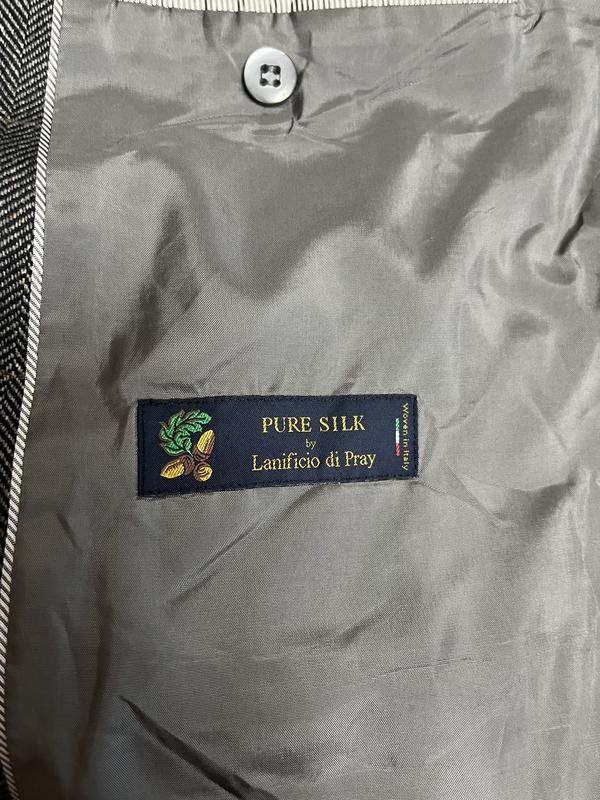 PURE SILK
by
Lanificio di Pray
Woven in Italy